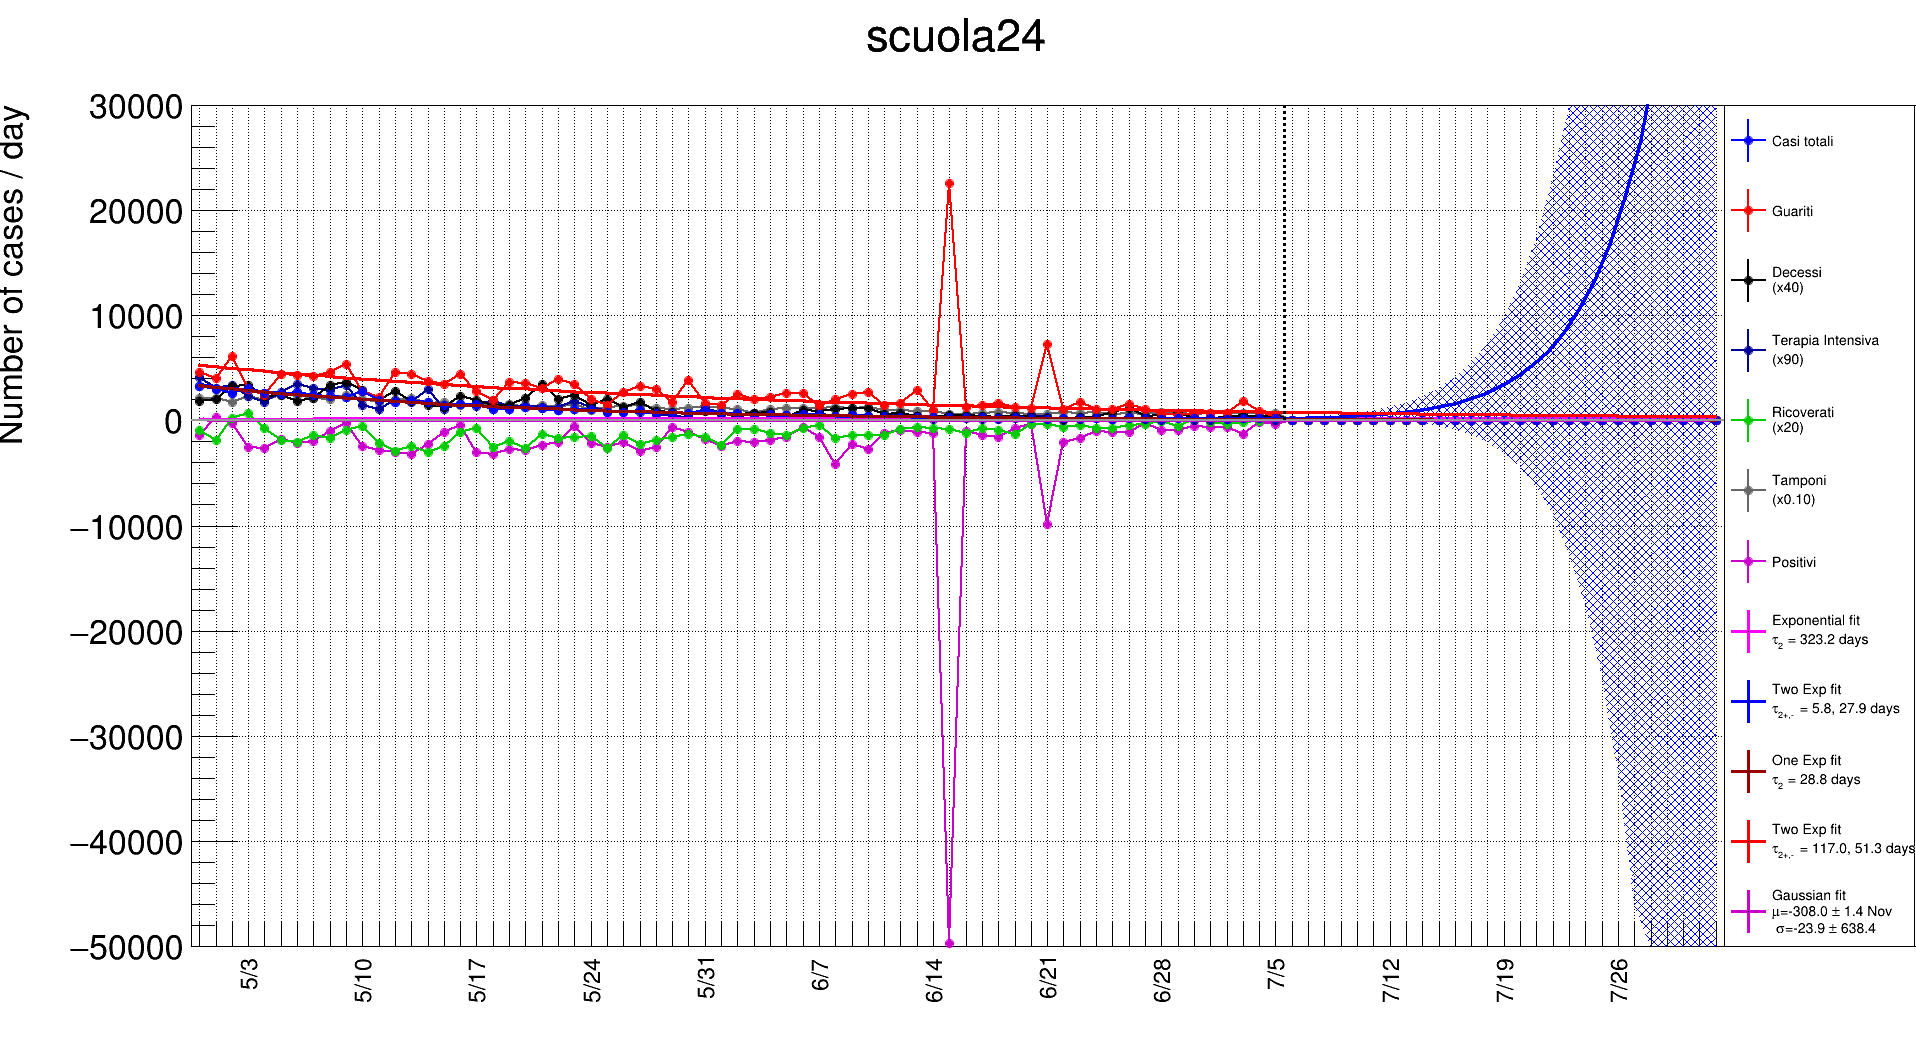 scuola24
Number of cases / day
30000
20000
10000
0
−10000
−20000
−30000
−40000
−50000
5/3
5/10
5/17
5/24
5/31
6/7
6/14
6/21
6/28
7/5
7/12
7/19
7/26
Casi totali
Guariti
Decessi
(x40)
Terapia Intensiva
(x90)
Ricoverati
(x20)
Tamponi
(x0.10)
Positivi
Exponential fit
τ2 = 323.2 days
Two Exp fit
τ2+,- = 5.8, 27.9 days
One Exp fit
τ2 = 28.8 days
Two Exp fit
τ2+,- = 117.0, 51.3 days
Gaussian fit
μ=-308.0 ± 1.4 Nov
σ=-23.9 ± 638.4